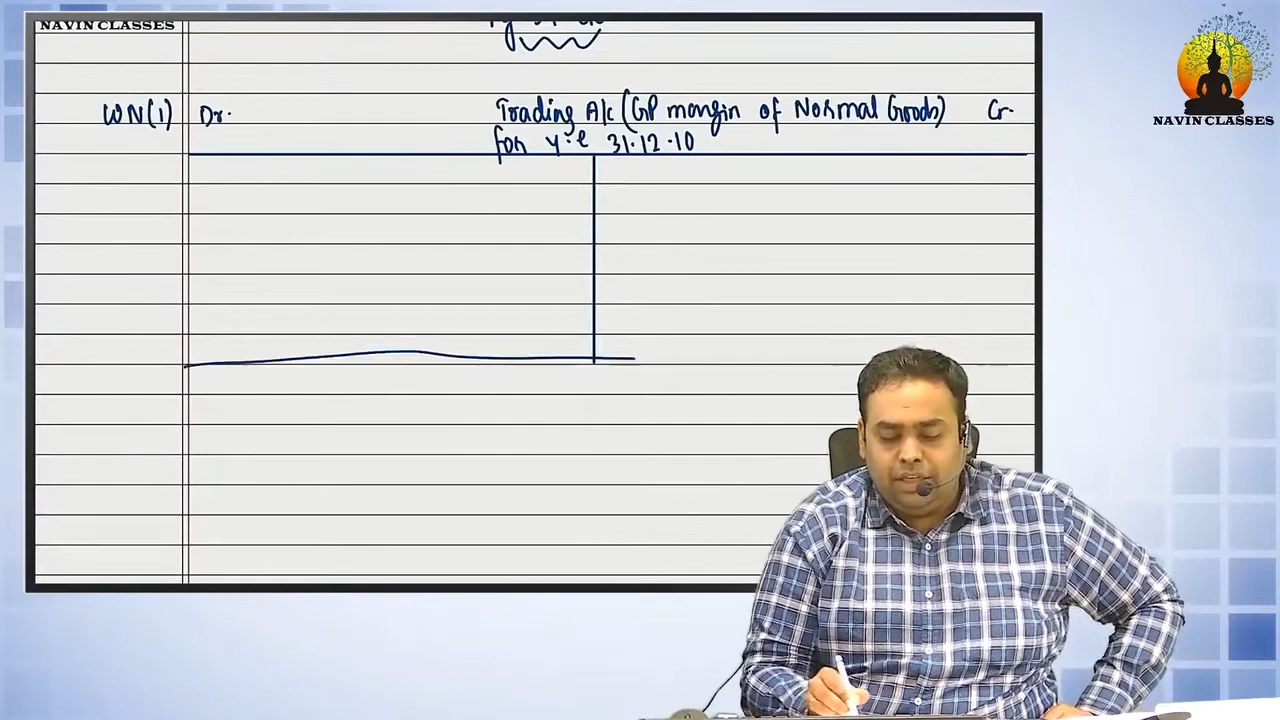 NAVIN CLASSES
WN(1) Dr. Trading A/c (GP margin of Normal Goods) Cr.
for y.e 31.12.10
NAVIN CLASSES